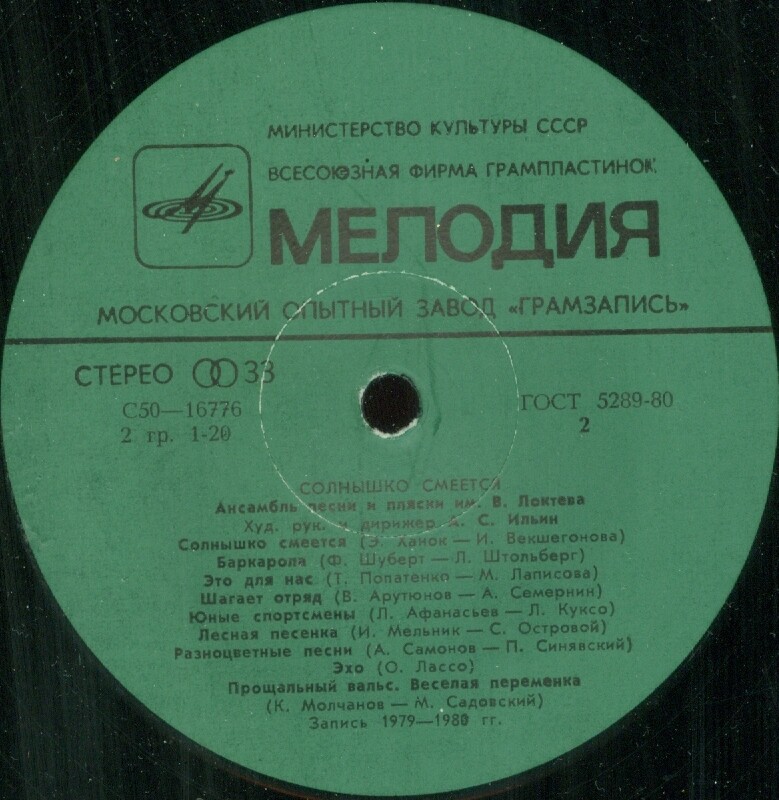 МИНИСТЕРСТВО КУЛЬТУРЫ СССР
ВСЕСОЮЗНАЯ ФИРМА ГРАМПЛАСТИНОК
МЕЛОДИЯ
МОСКОВСКИЙ ОПЫТНЫЙ ЗАВОД «ГРАМЗАПИСЬ»
СТЕРЕО 33
С50—16776
2 гр. 1-20
ГОСТ 5289-80
2
СОЛНЫШКО СМЕЕТСЯ
Ансамбль песни и пляски им. В. Локтева
Худ. рук. и дирижер А. С. Ильин
Солнышко смеется (Э. Ханок — И. Векшегонова)
Баркарола (Ф. Шуберт — Л. Штольберг)
Это для нас (Т. Попатенко — М. Лаписова)
Шагает отряд (В. Арутюнов — А. Семернин)
Юные спортсмены (Л. Афанасьев — Л. Куксо)
Лесная песенка (И. Мельник — С. Островой)
Разноцветные песни (А. Самонов — П. Синявский)
Эхо (О. Лассо)
Прощальный вальс. Веселая переменка
(К. Молчанов — М. Садовский)
Запись 1979—1980 гг.